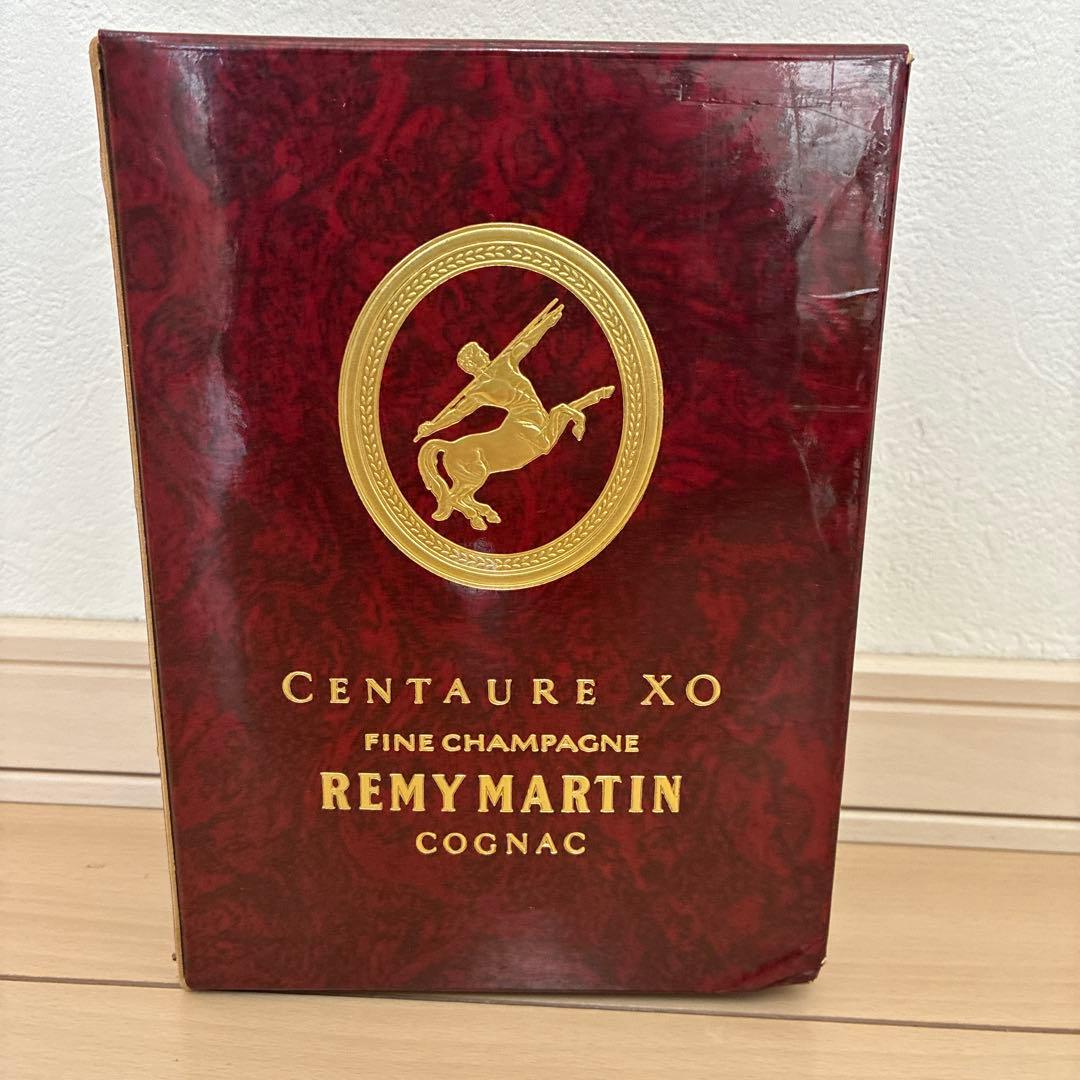 CENTAURE XO
FINE CHAMPAGNE
REMY MARTIN
COGNAC